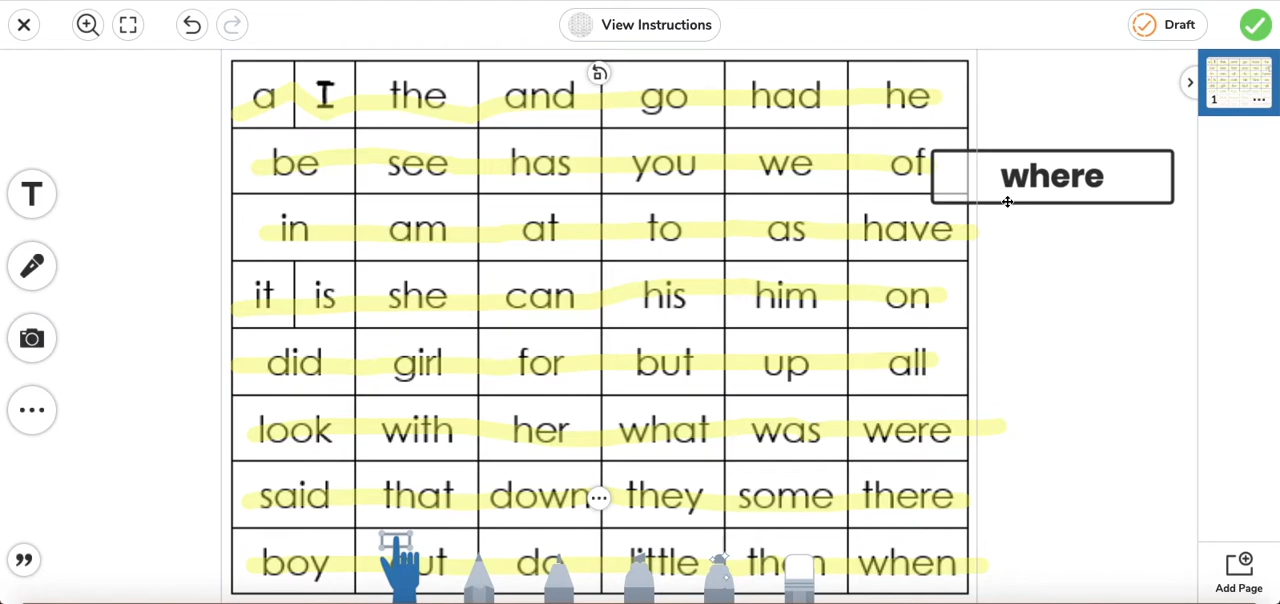 View Instructions
Draft
a I the and go had he
be see has you we of
where
in am at to as have
it is she can his him on
did girl for but up all
look with her what was were
said that down they some there
boy little when
T
1
Add Page